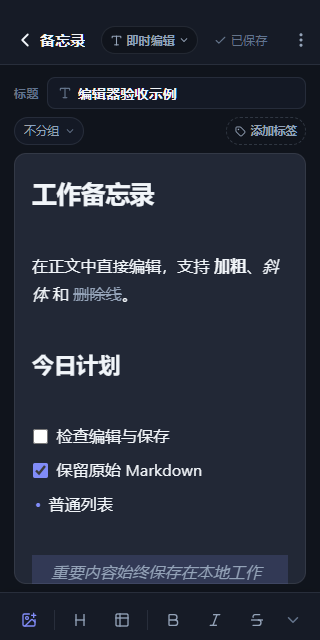 备忘录 即时编辑 已保存
标题 编辑器验收示例
不分组 添加标签
工作备忘录
在正文中直接编辑，支持 加粗、斜
体 和 删除线。
今日计划
检查编辑与保存
保留原始 Markdown
• 普通列表
重要内容始终保存在本地工作
H B I S